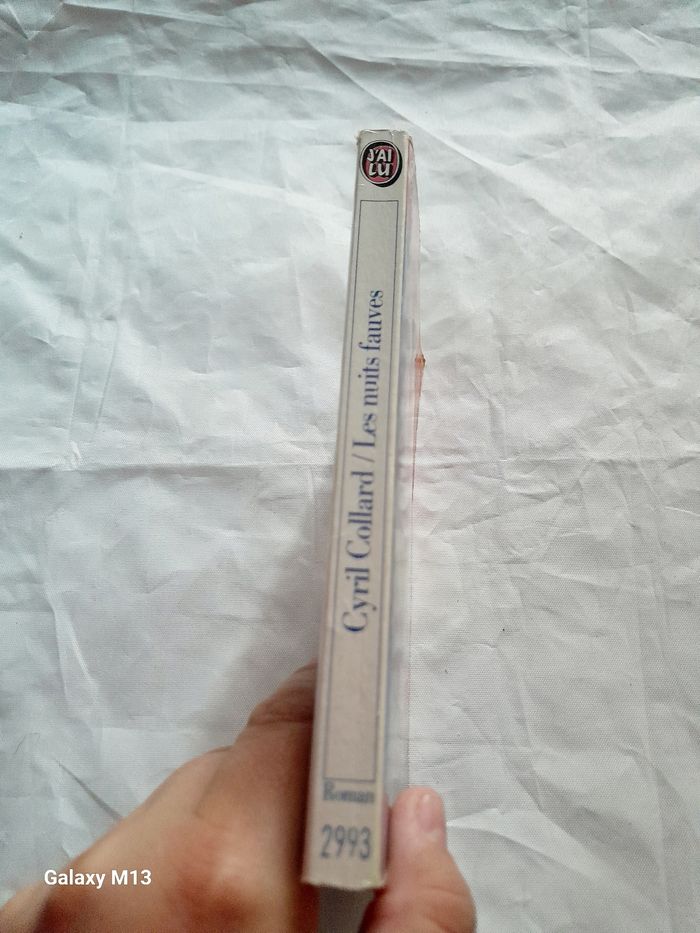 J'AI
LU
Cyril Collard / Les nuits fauves
Roman
2993
Galaxy M13